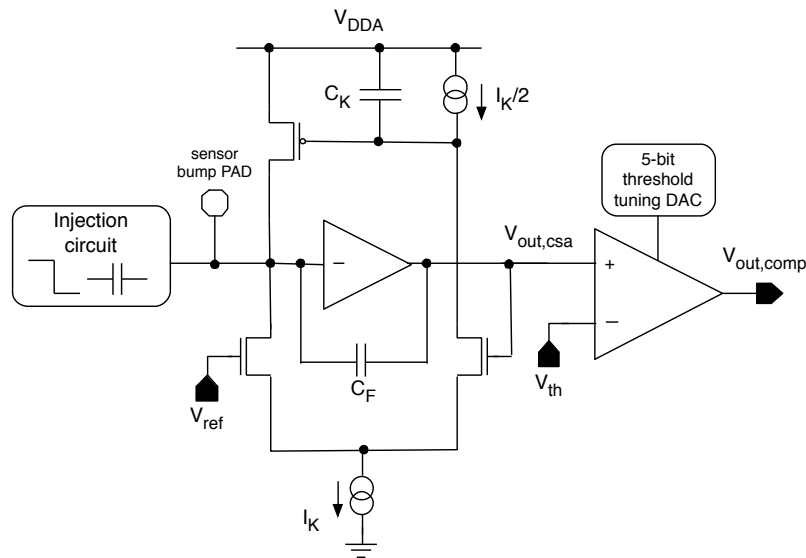 V_DDA
C_K
I_K/2
sensor
bump PAD
5-bit
threshold
tuning DAC
Injection
circuit
V_out,csa
V_out,comp
−
+
−
C_F
V_ref
V_th
I_K